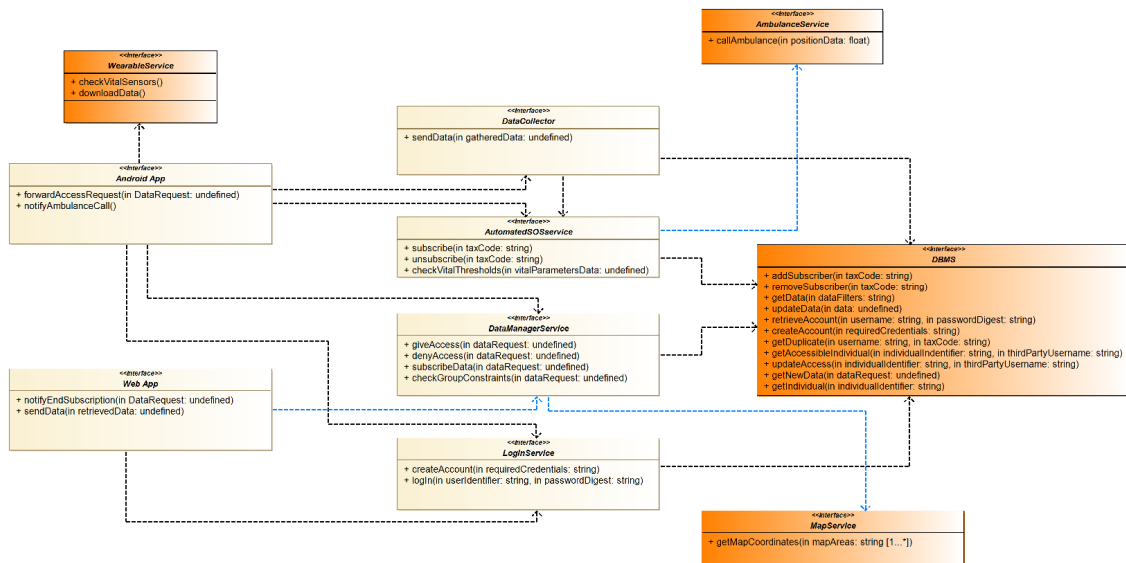 <<Interface>>
AmbulanceService
+ callAmbulance(in positionData: float)
<<Interface>>
WearableService
+ checkVitalSensors()
+ downloadData()
<<Interface>>
DataCollector
+ sendData(in gatheredData: undefined)
<<Interface>>
Android App
+ forwardAccessRequest(in DataRequest: undefined)
+ notifyAmbulanceCall()
<<Interface>>
AutomatedSOSservice
+ subscribe(in taxCode: string)
+ unsubscribe(in taxCode: string)
+ checkVitalThresholds(in vitalParametersData: undefined)
<<Interface>>
DBMS
+ addSubscriber(in taxCode: string)
+ removeSubscriber(in taxCode: string)
+ getData(in dataFilters: string)
+ updateData(in data: undefined)
+ retrieveAccount(in username: string, in passwordDigest: string)
+ createAccount(in requiredCredentials: string)
+ getDuplicate(in username: string, in taxCode: string)
+ getAccessibleIndividual(in individualIndentifier: string, in thirdPartyUsername: string)
+ updateAccess(in individualIdentifier: string, in thirdPartyUsername: string)
+ getNewData(in dataRequest: undefined)
+ getIndividual(in individualIdentifier: string)
<<Interface>>
DataManagerService
+ giveAccess(in dataRequest: undefined)
+ denyAccess(in dataRequest: undefined)
+ subscribeData(in dataRequest: undefined)
+ checkGroupConstraints(in dataRequest: undefined)
<<Interface>>
Web App
+ notifyEndSubscription(in DataRequest: undefined)
+ sendData(in retrievedData: undefined)
<<Interface>>
LogInService
+ createAccount(in requiredCredentials: string)
+ logIn(in userIdentifier: string, in passwordDigest: string)
<<Interface>>
MapService
+ getMapCoordinates(in mapAreas: string [1...*])